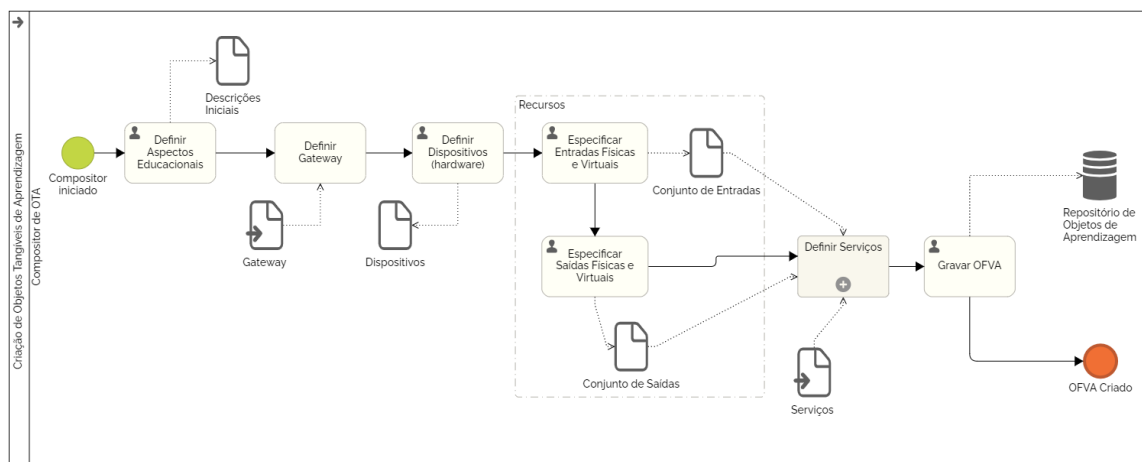 Criação de Objetos Tangíveis de Aprendizagem
Compositor de OTA
Compositor
iniciado
Definir
Aspectos
Educacionais
Descrições
Iniciais
Definir
Gateway
Gateway
Definir
Dispositivos
(hardware)
Dispositivos
Recursos
Especificar
Entradas Físicas
e Virtuais
Conjunto de Entradas
Especificar
Saídas Físicas e
Virtuais
Conjunto de Saídas
Definir Serviços
Serviços
Gravar OFVA
Repositório de
Objetos de
Aprendizagem
OFVA Criado